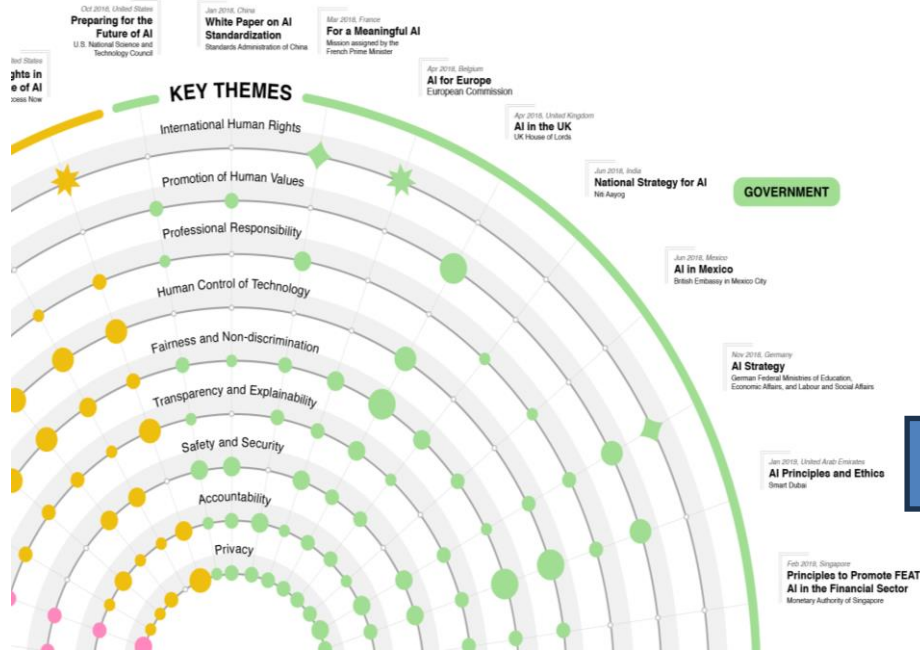 Oct 2016, United States
Preparing for the
Future of AI
U.S. National Science and
Technology Council
Jan 2018, China
White Paper on AI
Standardization
Standards Administration of China
Mar 2018, France
For a Meaningful AI
Mission assigned by the
French Prime Minister
ited States
ghts in
e of AI
ccess Now
Apr 2018, Belgium
AI for Europe
European Commission
Apr 2018, United Kingdom
AI in the UK
UK House of Lords
Jun 2018, India
National Strategy for AI
Niti Aayog
GOVERNMENT
Jun 2018, Mexico
AI in Mexico
British Embassy in Mexico City
Nov 2018, Germany
AI Strategy
German Federal Ministries of Education,
Economic Affairs, and Labour and Social Affairs
Jan 2019, United Arab Emirates
AI Principles and Ethics
Smart Dubai
Feb 2019, Singapore
Principles to Promote FEAT
AI in the Financial Sector
Monetary Authority of Singapore
KEY THEMES
International Human Rights
Promotion of Human Values
Professional Responsibility
Human Control of Technology
Fairness and Non-discrimination
Transparency and Explainability
Safety and Security
Accountability
Privacy